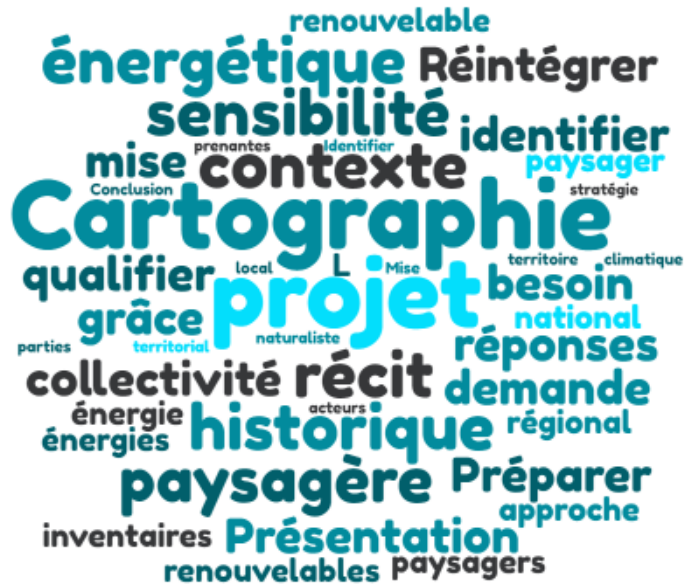 renouvelable
énergétique Réintégrer
sensibilité identifier
prenantes Identifier
mise contexte paysager
Conclusion stratégie
Cartographie
territoire climatique
qualifier local L Mise besoin
projet
grâce national
naturaliste
parties territorial réponses
collectivité récit demande
énergie acteurs
énergies historique régional
paysagère Préparer
approche
inventaires Présentation
renouvelables paysagers